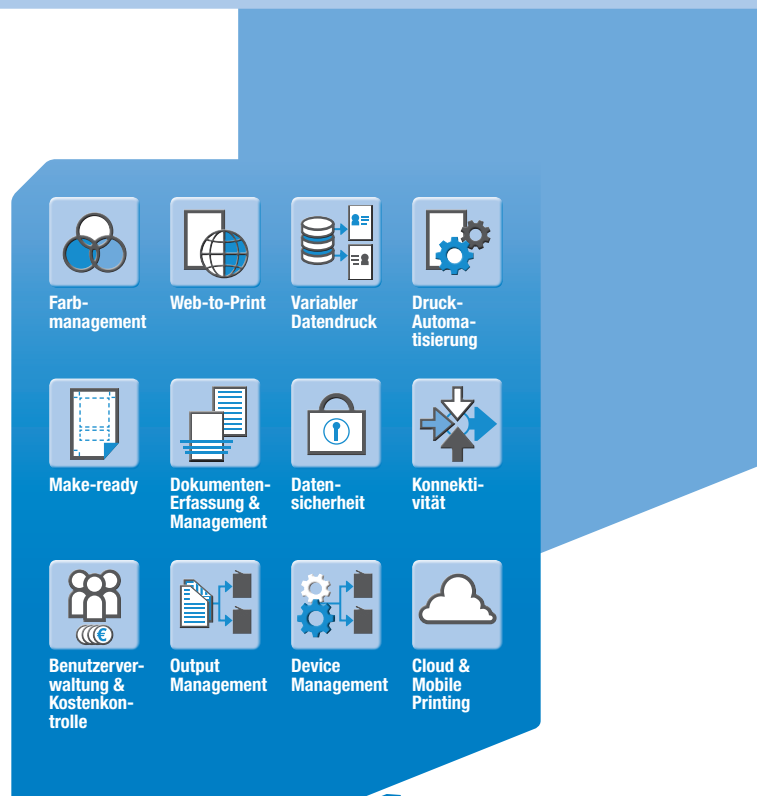 Farb-
management
Web-to-Print
Variabler
Datendruck
Druck-
Automa-
tisierung
Make-ready
Dokumenten-
Erfassung &
Management
Daten-
sicherheit
Konnekti-
vität
€
Benutzerver-
waltung &
Kostenkon-
trolle
Output
Management
Device
Management
Cloud &
Mobile
Printing